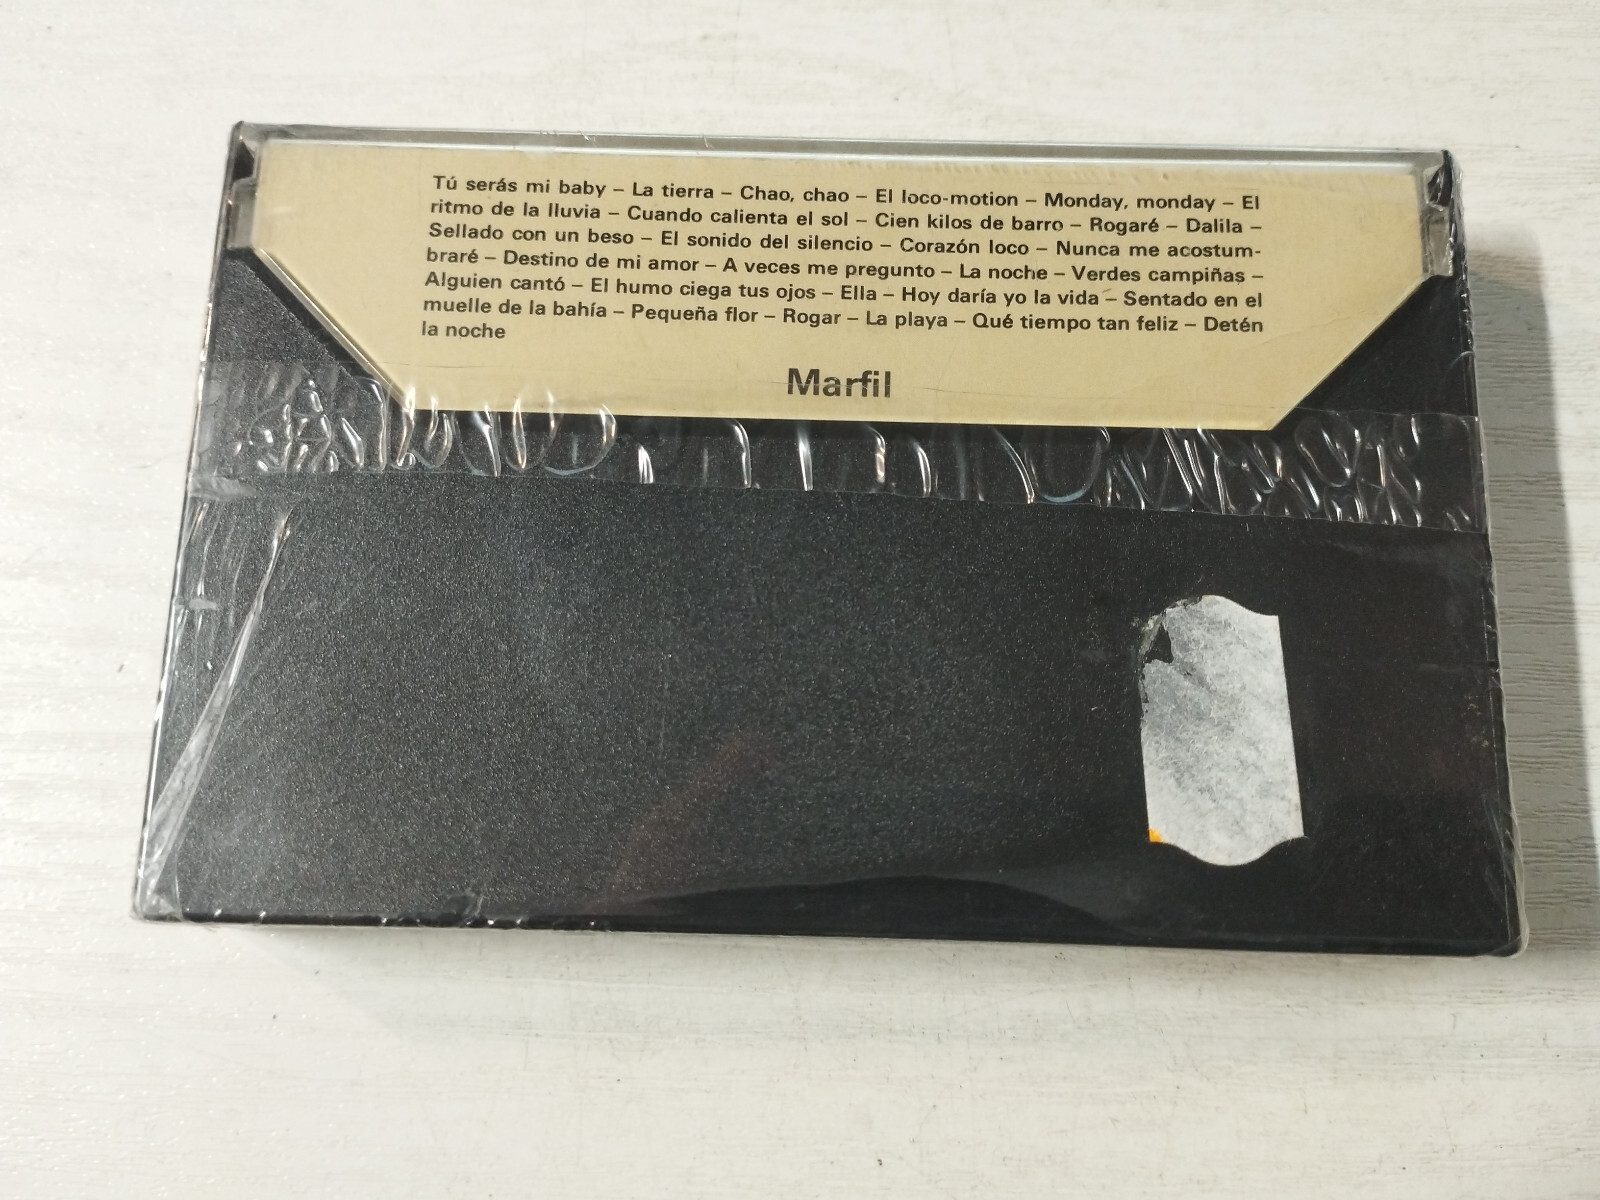 Tú serás mi baby – La tierra – Chao, chao – El loco-motion – Monday, monday – El
ritmo de la lluvia – Cuando calienta el sol – Cien kilos de barro – Rogaré – Dalila –
Sellado con un beso – El sonido del silencio – Corazón loco – Nunca me acostum-
braré – Destino de mi amor – A veces me pregunto – La noche – Verdes campiñas –
Alguien cantó – El humo ciega tus ojos – Ella – Hoy daría yo la vida – Sentado en el
muelle de la bahía – Pequeña flor – Rogar – La playa – Qué tiempo tan feliz – Detén
la noche
Marfil